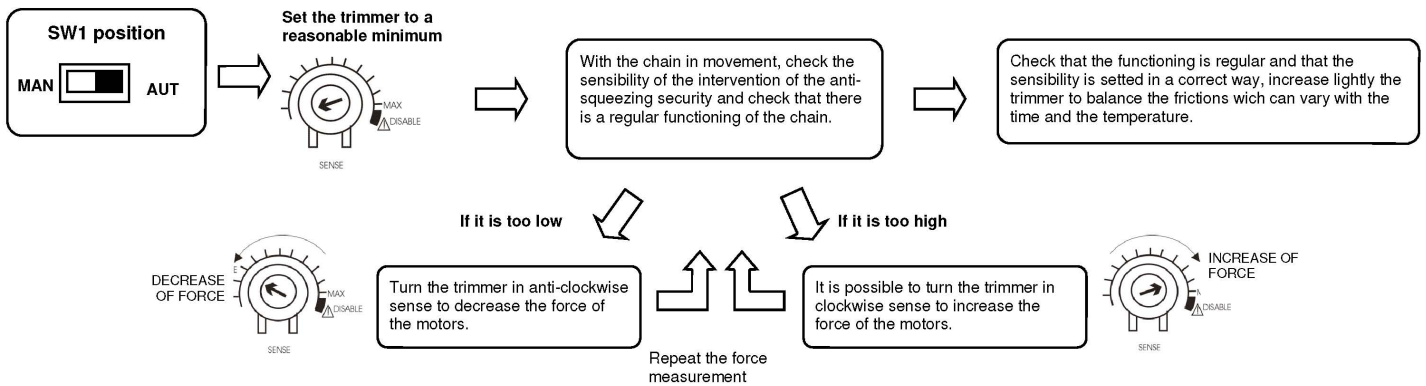 SW1 position
MAN
AUT
Set the trimmer to a
reasonable minimum
MAX
DISABLE
SENSE
With the chain in movement, check the
sensibility of the intervention of the anti-
squeezing security and check that there
is a regular functioning of the chain.
Check that the functioning is regular and that the
sensibility is setted in a correct way, increase lightly the
trimmer to balance the frictions wich can vary with the
time and the temperature.
If it is too low
If it is too high
DECREASE
OF FORCE
E
MAX
DISABLE
SENSE
Turn the trimmer in anti-clockwise
sense to decrease the force of
the motors.
Repeat the force
measurement
It is possible to turn the trimmer in
clockwise sense to increase the
force of the motors.
INCREASE OF
FORCE
DISABLE
SENSE